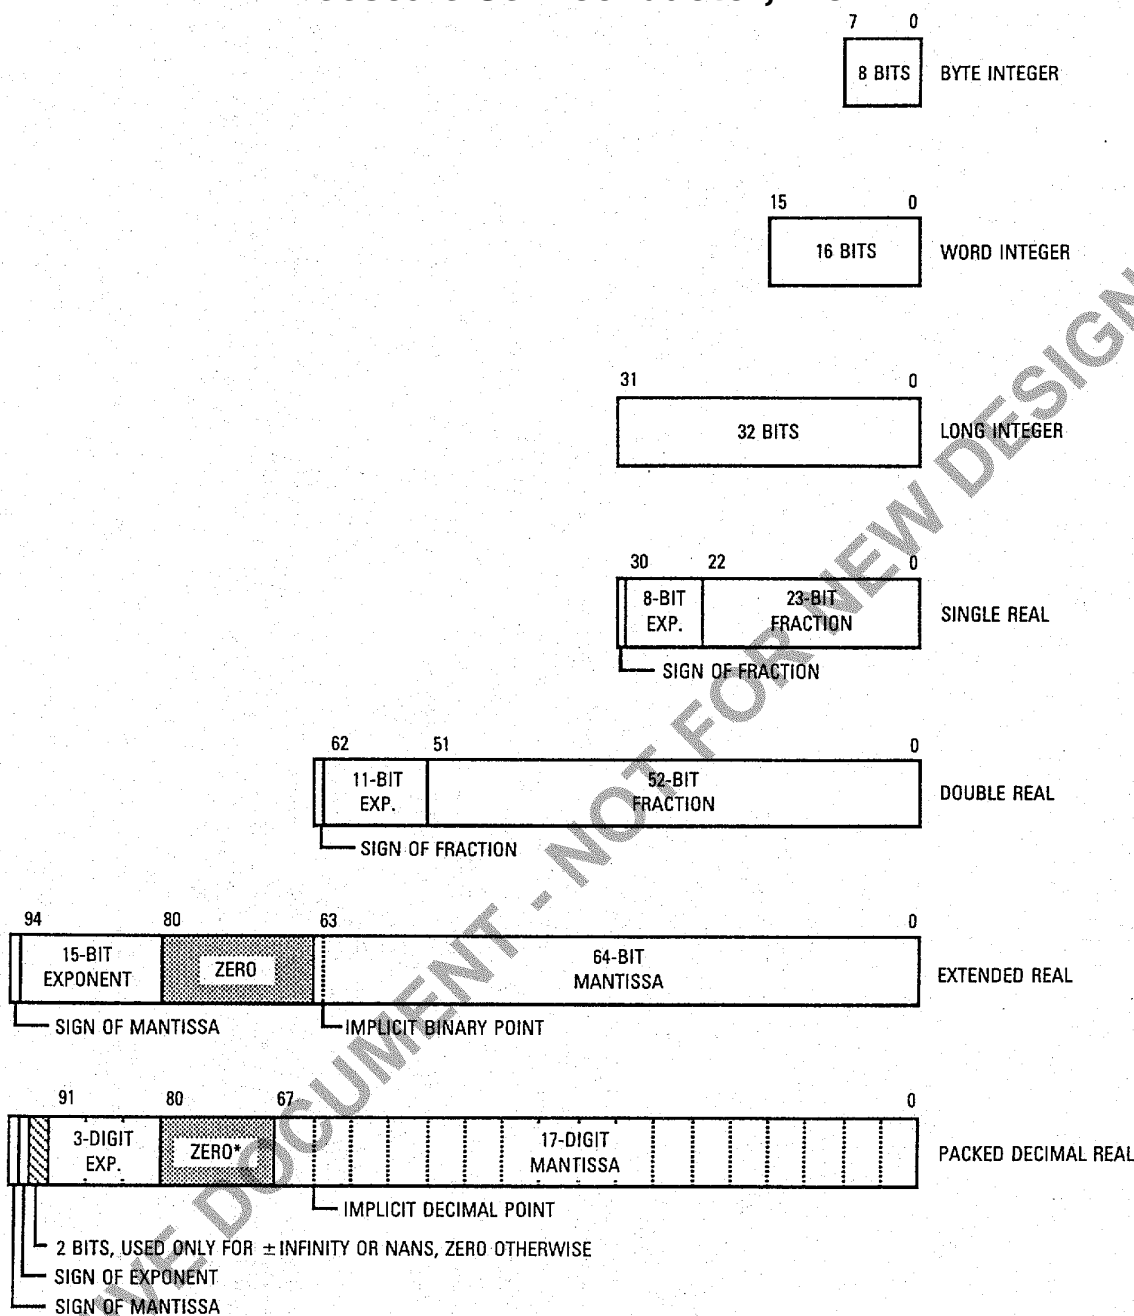 7 0
8 BITS BYTE INTEGER
15 0
16 BITS WORD INTEGER
31 0
32 BITS LONG INTEGER
30 22 0
8-BIT EXP. 23-BIT FRACTION SINGLE REAL
SIGN OF FRACTION
62 51 0
11-BIT EXP. 52-BIT FRACTION DOUBLE REAL
SIGN OF FRACTION
94 80 63 0
15-BIT EXPONENT ZERO 64-BIT MANTISSA EXTENDED REAL
SIGN OF MANTISSA IMPLICIT BINARY POINT
91 80 67 0
3-DIGIT EXP. ZERO* 17-DIGIT MANTISSA PACKED DECIMAL REAL
IMPLICIT DECIMAL POINT
2 BITS, USED ONLY FOR ±INFINITY OR NANS, ZERO OTHERWISE
SIGN OF EXPONENT
SIGN OF MANTISSA
DOCUMENT - NOT FOR NEW DESIGN